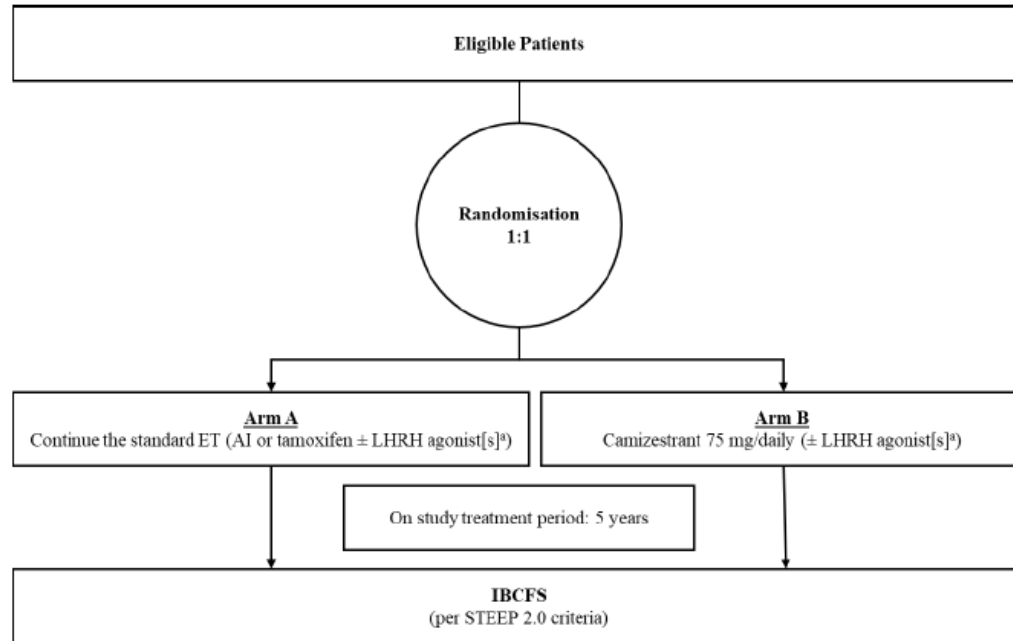 Eligible Patients
Randomisation
1:1
Arm A
Continue the standard ET (AI or tamoxifen ± LHRH agonist[s]ᵃ)
Arm B
Camizestrant 75 mg/daily (± LHRH agonist[s]ᵃ)
On study treatment period: 5 years
IBCFS
(per STEEP 2.0 criteria)